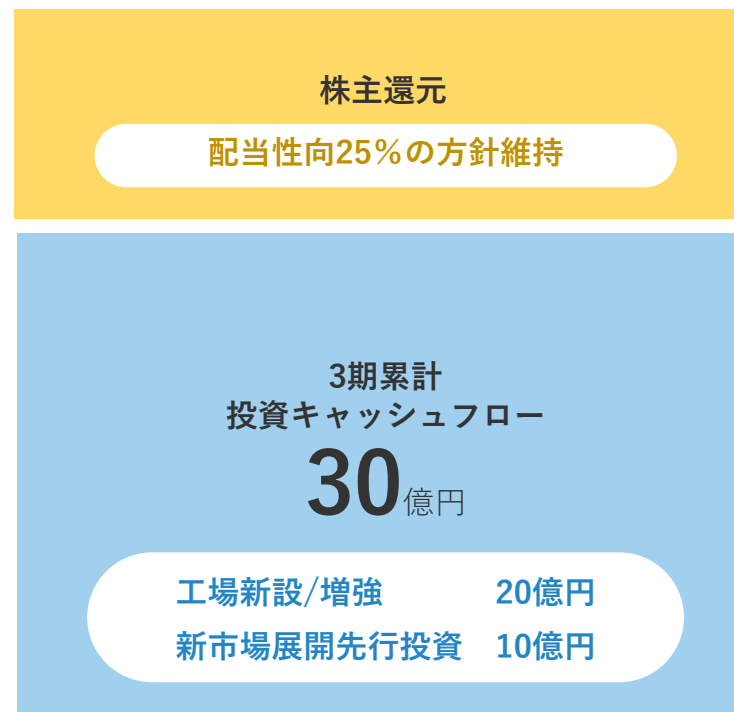 株主還元
配当性向25%の方針維持
3期累計
投資キャッシュフロー
30億円
工場新設/増強 20億円
新市場展開先行投資 10億円